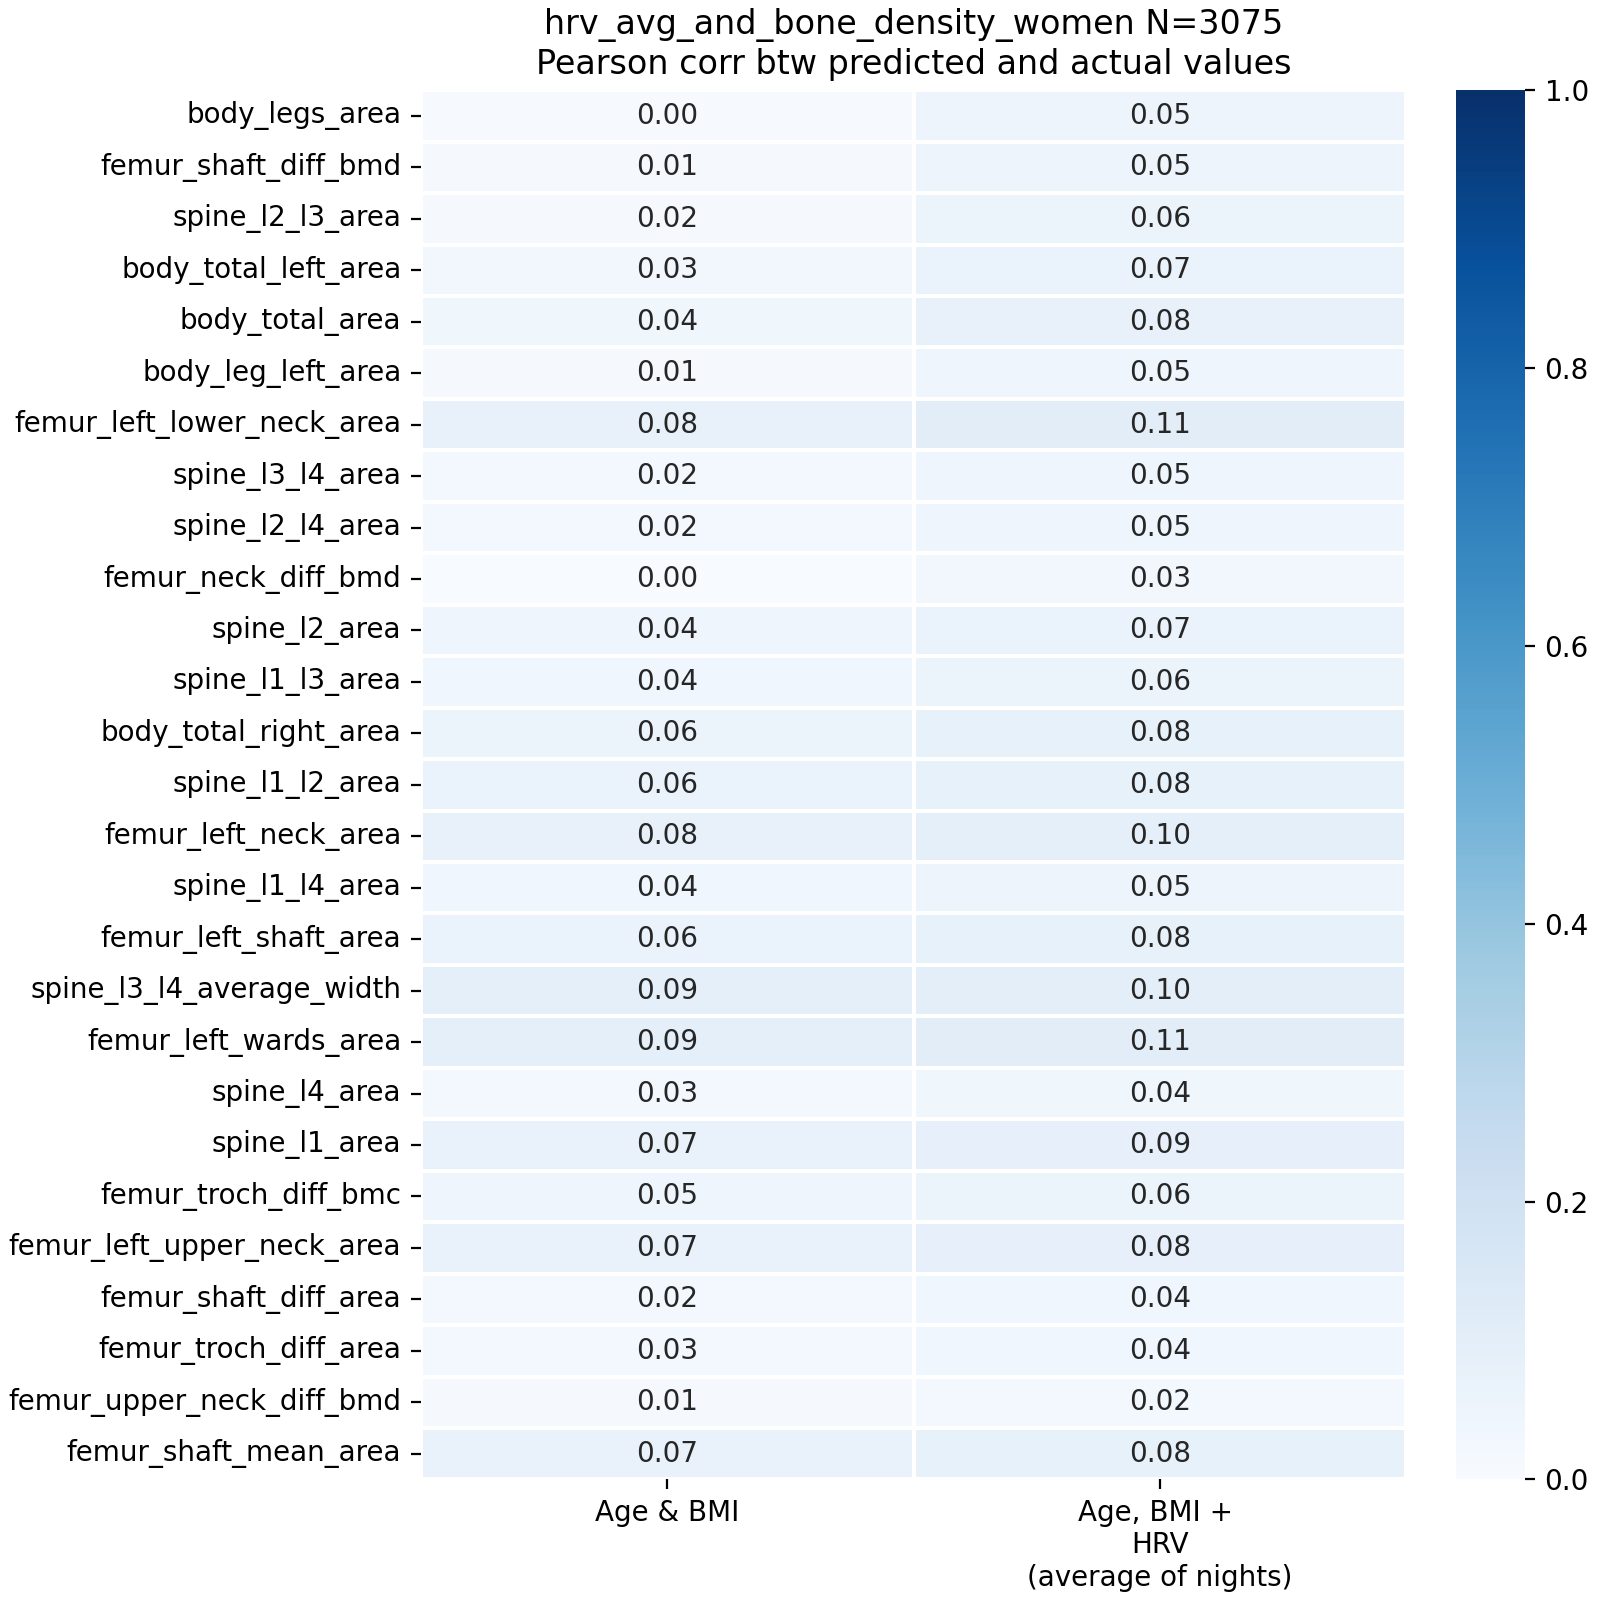 hrv_avg_and_bone_density_women N=3075
Pearson corr btw predicted and actual values
body_legs_area 0.00 0.05
femur_shaft_diff_bmd 0.01 0.05
spine_l2_l3_area 0.02 0.06
body_total_left_area 0.03 0.07
body_total_area 0.04 0.08
body_leg_left_area 0.01 0.05
femur_left_lower_neck_area 0.08 0.11
spine_l3_l4_area 0.02 0.05
spine_l2_l4_area 0.02 0.05
femur_neck_diff_bmd 0.00 0.03
spine_l2_area 0.04 0.07
spine_l1_l3_area 0.04 0.06
body_total_right_area 0.06 0.08
spine_l1_l2_area 0.06 0.08
femur_left_neck_area 0.08 0.10
spine_l1_l4_area 0.04 0.05
femur_left_shaft_area 0.06 0.08
spine_l3_l4_average_width 0.09 0.10
femur_left_wards_area 0.09 0.11
spine_l4_area 0.03 0.04
spine_l1_area 0.07 0.09
femur_troch_diff_bmc 0.05 0.06
femur_left_upper_neck_area 0.07 0.08
femur_shaft_diff_area 0.02 0.04
femur_troch_diff_area 0.03 0.04
femur_upper_neck_diff_bmd 0.01 0.02
femur_shaft_mean_area 0.07 0.08
Age & BMI
Age, BMI +
HRV
(average of nights)
1.0
0.8
0.6
0.4
0.2
0.0